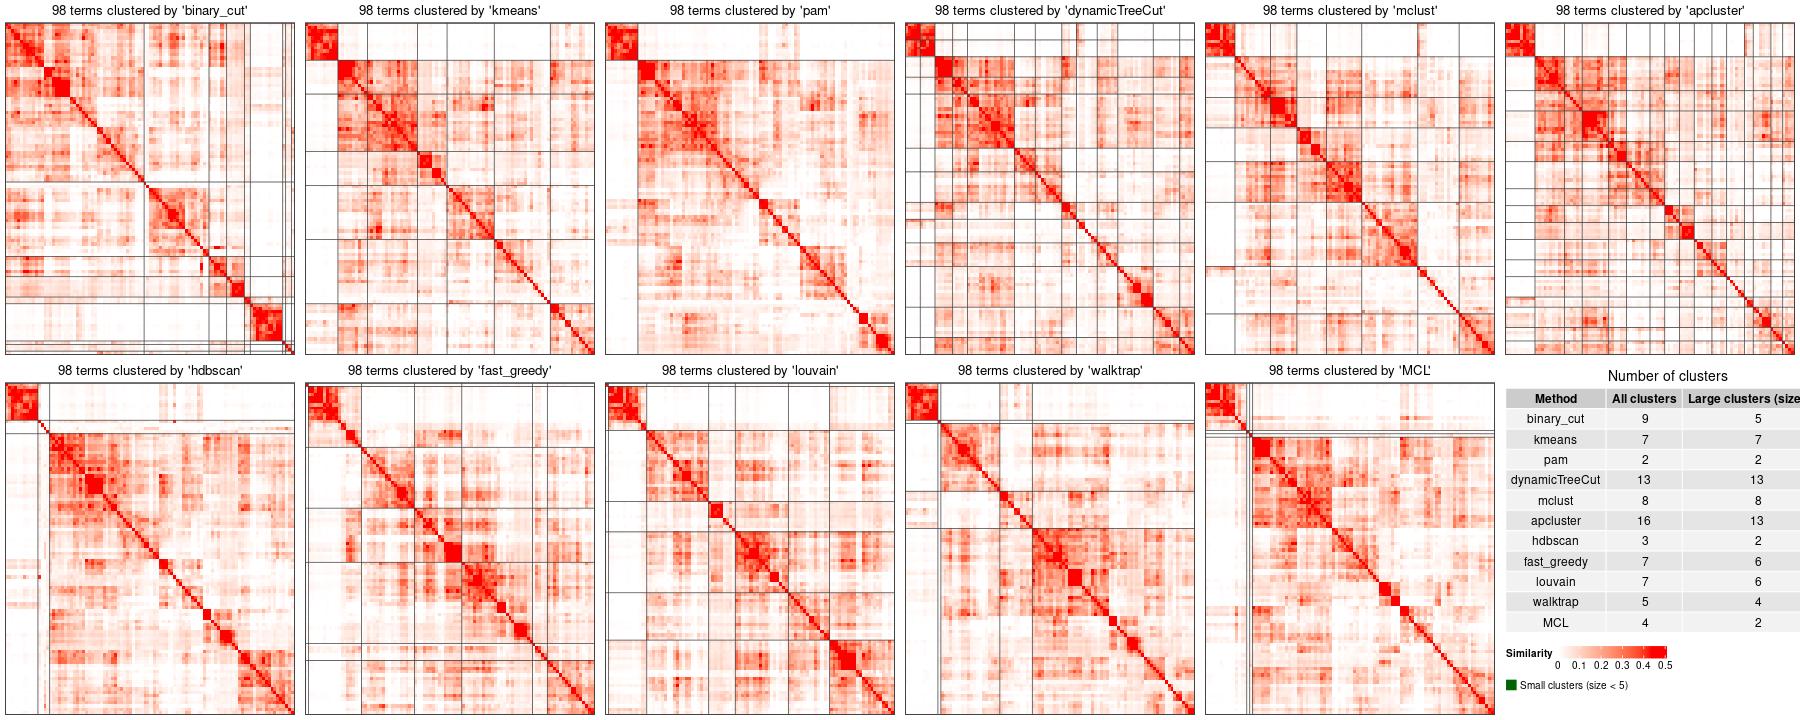 98 terms clustered by 'binary_cut'
98 terms clustered by 'kmeans'
98 terms clustered by 'pam'
98 terms clustered by 'dynamicTreeCut'
98 terms clustered by 'mclust'
98 terms clustered by 'apcluster'
98 terms clustered by 'hdbscan'
98 terms clustered by 'fast_greedy'
98 terms clustered by 'louvain'
98 terms clustered by 'walktrap'
98 terms clustered by 'MCL'
Number of clusters
Method All clusters Large clusters (size
binary_cut 9 5
kmeans 7 7
pam 2 2
dynamicTreeCut 13 13
mclust 8 8
apcluster 16 13
hdbscan 3 2
fast_greedy 7 6
louvain 7 6
walktrap 5 4
MCL 4 2
Similarity
0 0.1 0.2 0.3 0.4 0.5
Small clusters (size < 5)